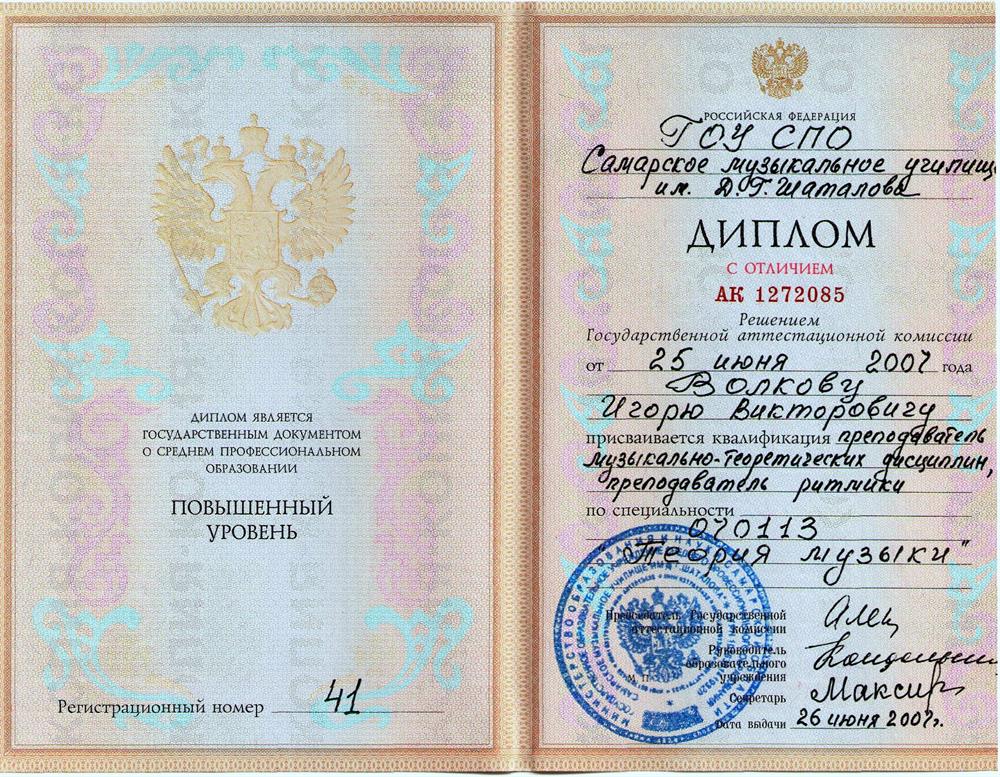 ДИПЛОМ ЯВЛЯЕТСЯ
ГОСУДАРСТВЕННЫМ ДОКУМЕНТОМ
О СРЕДНЕМ ПРОФЕССИОНАЛЬНОМ
ОБРАЗОВАНИИ
ПОВЫШЕННЫЙ
УРОВЕНЬ
Регистрационный номер 41
РОССИЙСКАЯ ФЕДЕРАЦИЯ
ГОУ СПО
Самарское музыкальное училищ
им. Д.Г. Шаталова
ДИПЛОМ
С ОТЛИЧИЕМ
АК 1272085
Решением
Государственной аттестационной комиссии
от 25 июня 2007 года
Волкову
Игорю Викторовичу
присваивается квалификация преподаватель
музыкально-теоретических дисциплин,
преподаватель ритмики
по специальности
070113
"Теория музыки"
Председатель Государственной
аттестационной комиссии
Руководитель
образовательного
учреждения
Секретарь
Дата выдачи 26 июня 2007г.